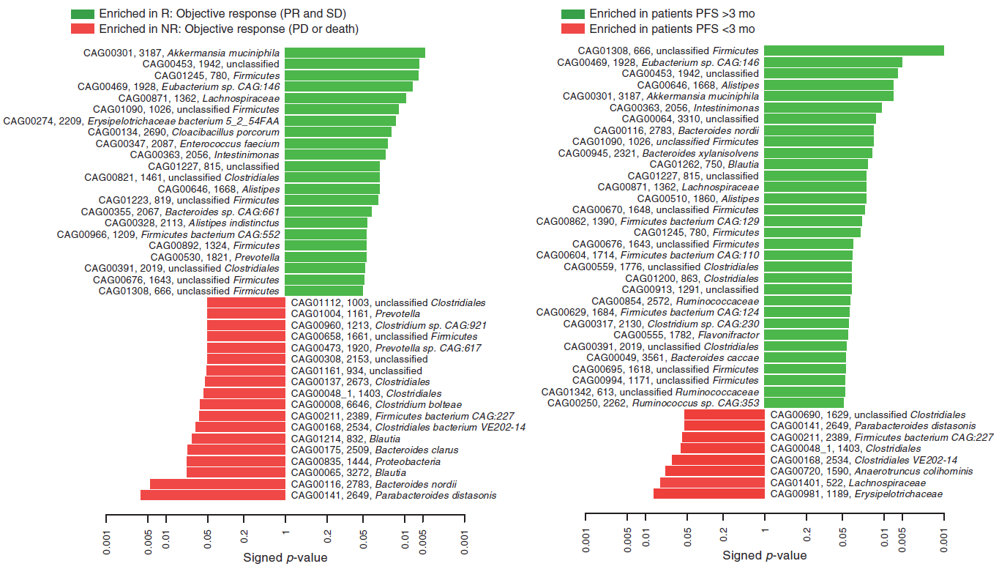 Enriched in R: Objective response (PR and SD)
Enriched in NR: Objective response (PD or death)
CAG00301, 3187, Akkermansia muciniphila
CAG00453, 1942, unclassified
CAG01245, 780, Firmicutes
CAG00469, 1928, Eubacterium sp. CAG:146
CAG00871, 1362, Lachnospiraceae
CAG01090, 1026, unclassified Firmicutes
CAG00274, 2209, Erysipelotrichaceae bacterium 5_2_54FAA
CAG00134, 2690, Cloacibacillus porcorum
CAG00347, 2087, Enterococcus faecium
CAG00363, 2056, Intestinimonas
CAG01227, 815, unclassified
CAG00821, 1461, unclassified Clostridiales
CAG00646, 1668, Alistipes
CAG01223, 819, unclassified Firmicutes
CAG00355, 2067, Bacteroides sp. CAG:661
CAG00328, 2113, Alistipes indistinctus
CAG00966, 1209, Firmicutes bacterium CAG:552
CAG00892, 1324, Firmicutes
CAG00530, 1821, Prevotella
CAG00391, 2019, unclassified Clostridiales
CAG00676, 1643, unclassified Firmicutes
CAG01308, 666, unclassified Firmicutes
CAG01112, 1003, unclassified Clostridiales
CAG01004, 1161, Prevotella
CAG00960, 1213, Clostridium sp. CAG:921
CAG00658, 1661, unclassified Firmicutes
CAG00473, 1920, Prevotella sp. CAG:617
CAG00308, 2153, unclassified
CAG01161, 934, unclassified
CAG00137, 2673, Clostridiales
CAG00048_1, 1403, Clostridiales
CAG00008, 6646, Clostridium bolteae
CAG00211, 2389, Firmicutes bacterium CAG:227
CAG00168, 2534, Clostridiales bacterium VE202-14
CAG01214, 832, Blautia
CAG00175, 2509, Bacteroides clarus
CAG00835, 1444, Proteobacteria
CAG00065, 3272, Blautia
CAG00116, 2783, Bacteroides nordii
CAG00141, 2649, Parabacteroides distasonis
0.001 0.005 0.01 0.05 0.2 1 0.2 0.05 0.01 0.005 0.001
Signed p-value
Enriched in patients PFS >3 mo
Enriched in patients PFS <3 mo
CAG01308, 666, unclassified Firmicutes
CAG00469, 1928, Eubacterium sp. CAG:146
CAG00453, 1942, unclassified
CAG00646, 1668, Alistipes
CAG00301, 3187, Akkermansia muciniphila
CAG00363, 2056, Intestinimonas
CAG00064, 3310, unclassified
CAG00116, 2783, Bacteroides nordii
CAG01090, 1026, unclassified Firmicutes
CAG00945, 2321, Bacteroides xylanisolvens
CAG01262, 750, Blautia
CAG01227, 815, unclassified
CAG00871, 1362, Lachnospiraceae
CAG00510, 1860, Alistipes
CAG00670, 1648, unclassified Firmicutes
CAG00862, 1390, Firmicutes bacterium CAG:129
CAG01245, 780, Firmicutes
CAG00676, 1643, unclassified Firmicutes
CAG00604, 1714, Firmicutes bacterium CAG:110
CAG00559, 1776, unclassified Clostridiales
CAG01200, 863, Clostridiales
CAG00913, 1291, unclassified
CAG00854, 2572, Ruminococcaceae
CAG00629, 1684, Firmicutes bacterium CAG:124
CAG00317, 2130, Clostridium sp. CAG:230
CAG00555, 1782, Flavonifractor
CAG00391, 2019, unclassified Clostridiales
CAG00049, 3561, Bacteroides caccae
CAG00695, 1618, unclassified Firmicutes
CAG00994, 1171, unclassified Firmicutes
CAG01342, 613, unclassified Ruminococcaceae
CAG00250, 2262, Ruminococcus sp. CAG:353
CAG00690, 1629, unclassified Clostridiales
CAG00141, 2649, Parabacteroides distasonis
CAG00211, 2389, Firmicutes bacterium CAG:227
CAG00048_1, 1403, Clostridiales
CAG00168, 2534, Clostridiales VE202-14
CAG00720, 1590, Anaerotruncus colihominis
CAG01401, 522, Lachnospiraceae
CAG00981, 1189, Erysipelotrichaceae
0.001 0.005 0.01 0.05 0.2 1 0.2 0.05 0.01 0.005 0.001
Signed p-value